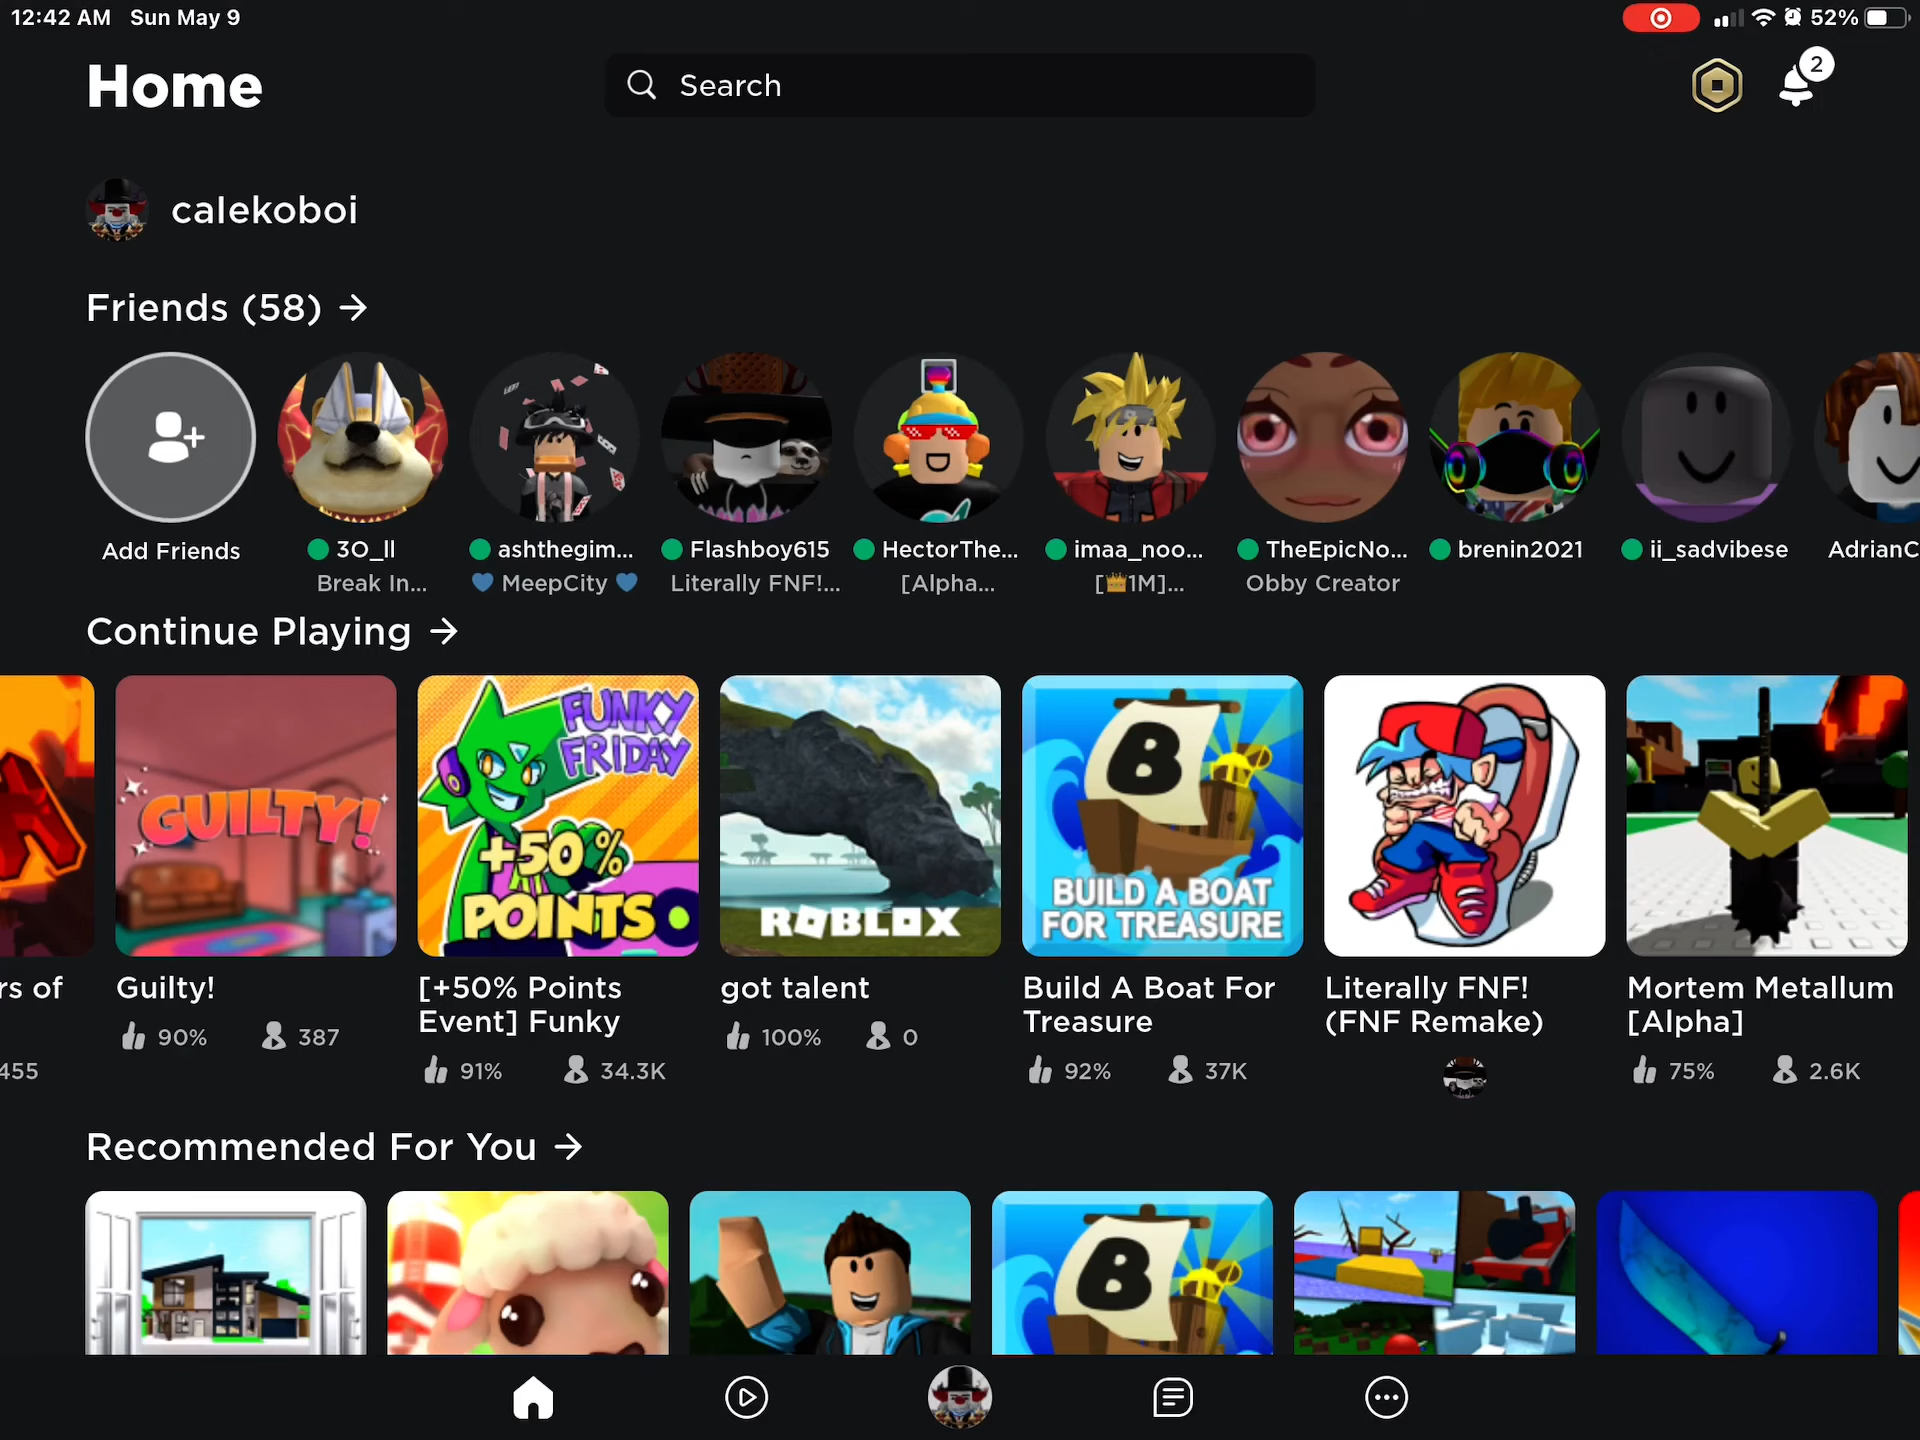 12:42 AM Sun May 9
52%
Home
Search
2
calekoboi
Friends (58) →
Add Friends
3O_ll
Break In...
ashthegim...
💙 MeepCity 💙
Flashboy615
Literally FNF!...
HectorThe...
[Alpha...
imaa_noo...
[👑1M]...
TheEpicNo...
Obby Creator
brenin2021
ii_sadvibese
AdrianC
Continue Playing →
GUILTY!
FUNKY
FRIDAY
+50%
POINTS
ROBLOX
B
BUILD A BOAT
FOR TREASURE
rs of
455
Guilty!
90% 387
[+50% Points
Event] Funky
91% 34.3K
got talent
100% 0
Build A Boat For
Treasure
92% 37K
Literally FNF!
(FNF Remake)
Mortem Metallum
[Alpha]
75% 2.6K
Recommended For You →
B